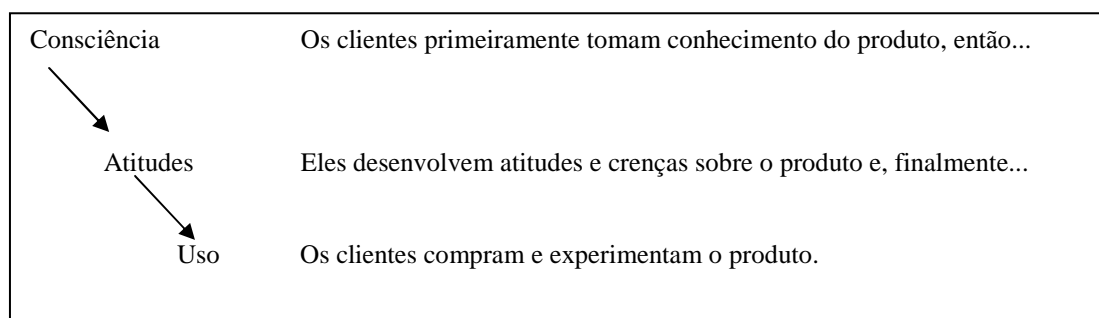 Consciência Os clientes primeiramente tomam conhecimento do produto, então...
Atitudes Eles desenvolvem atitudes e crenças sobre o produto e, finalmente...
Uso Os clientes compram e experimentam o produto.